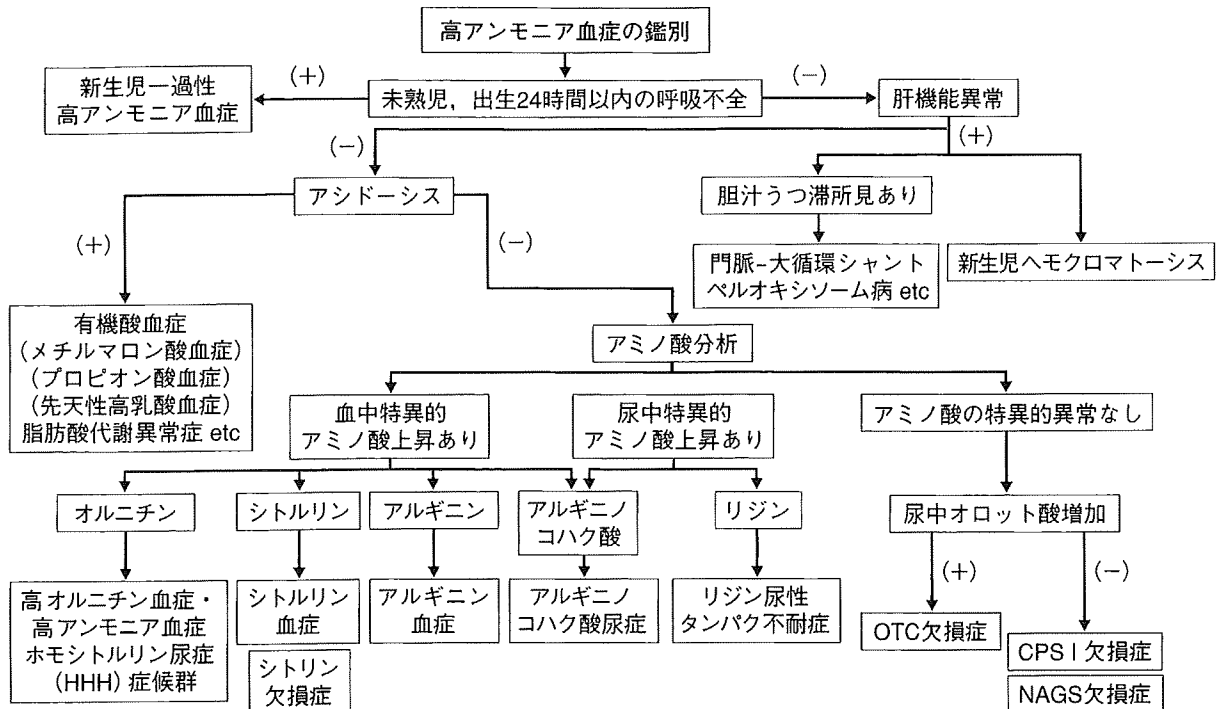 高アンモニア血症の鑑別
新生児一過性
高アンモニア血症
(+)
未熟児，出生24時間以内の呼吸不全
(−)
肝機能異常
(−)
(+)
アシドーシス
胆汁うつ滞所見あり
(+)
(−)
門脈−大循環シャント
ペルオキシソーム病 etc
新生児ヘモクロマトーシス
有機酸血症
(メチルマロン酸血症)
(プロピオン酸血症)
(先天性高乳酸血症)
脂肪酸代謝異常症 etc
アミノ酸分析
血中特異的
アミノ酸上昇あり
尿中特異的
アミノ酸上昇あり
アミノ酸の特異的異常なし
オルニチン
シトルリン
アルギニン
アルギニノ
コハク酸
リジン
尿中オロット酸増加
高オルニチン血症・
高アンモニア血症
ホモシトルリン尿症
(HHH) 症候群
シトルリン
血症
シトリン
欠損症
アルギニン
血症
アルギニノ
コハク酸尿症
リジン尿性
タンパク不耐症
(+)
(−)
OTC欠損症
CPS I 欠損症
NAGS欠損症